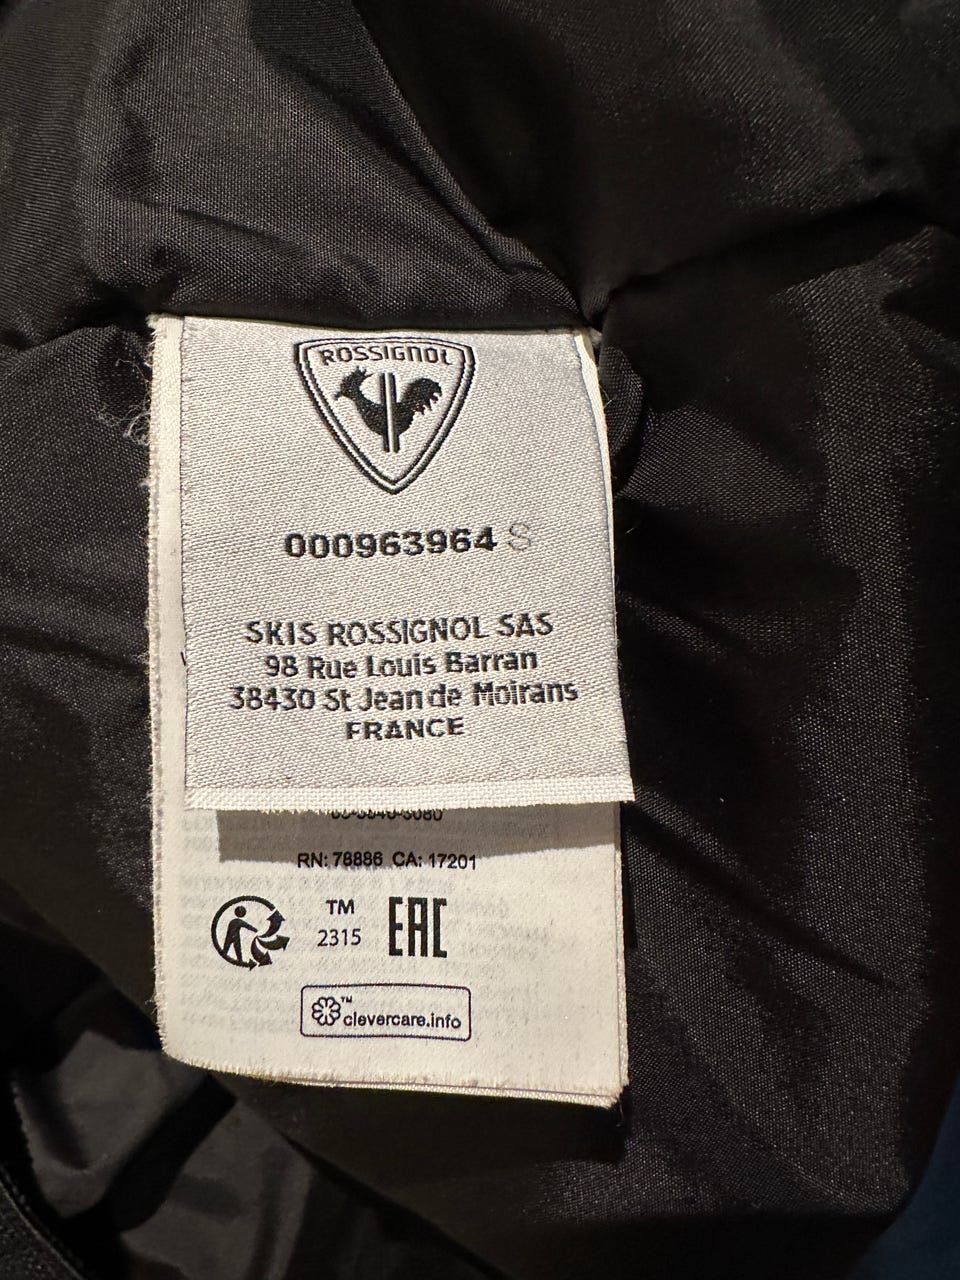 ROSSIGNOL
000963964 S
SKIS ROSSIGNOL SAS
98 Rue Louis Barran
38430 St Jean de Moirans
FRANCE
RN: 78886 CA: 17201
TM
2315
EAC
™
clevercare.info